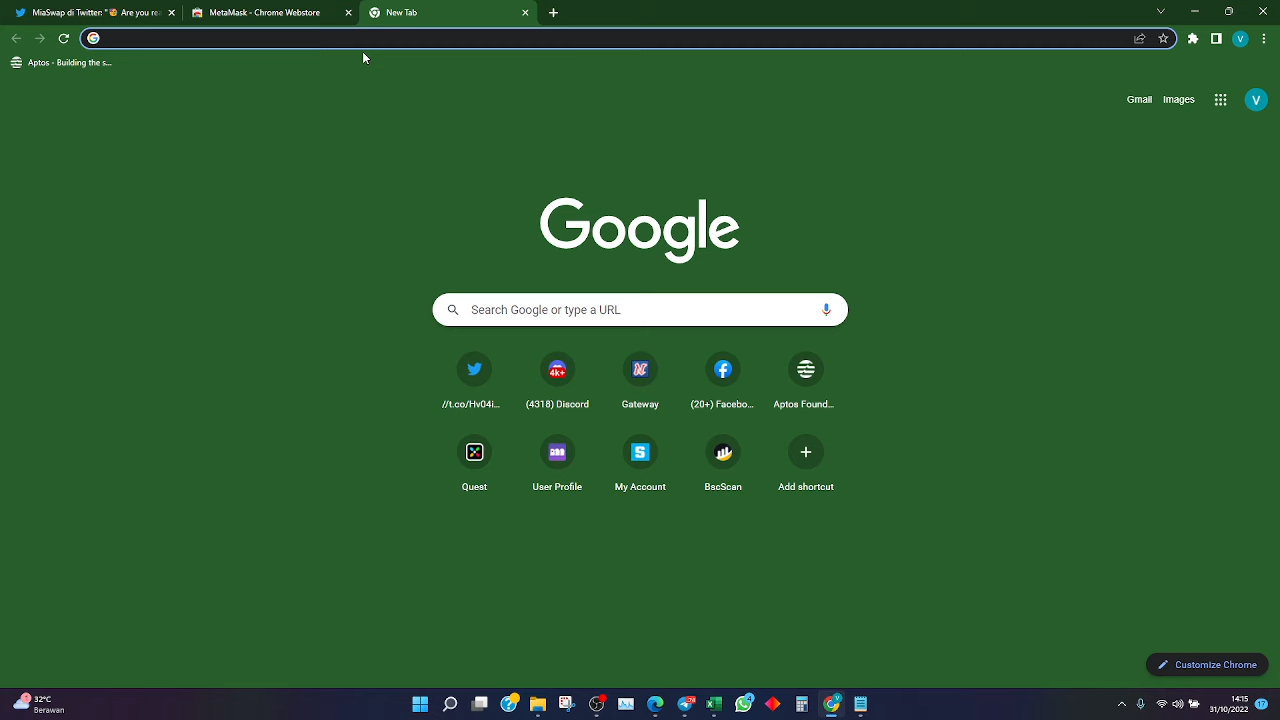 MiaSwap di Twitter: "🤩 Are you rea
MetaMask - Chrome Webstore
New Tab
V
Aptos - Building the s...
Gmail
Images
V
Google
Search Google or type a URL
4k+
//t.co/Hv04i...
(4318) Discord
Gateway
(20+) Facebo...
Aptos Found...
Quest
User Profile
My Account
BscScan
Add shortcut
Customize Chrome
32°C
Berawan
14:15
31/10/2022